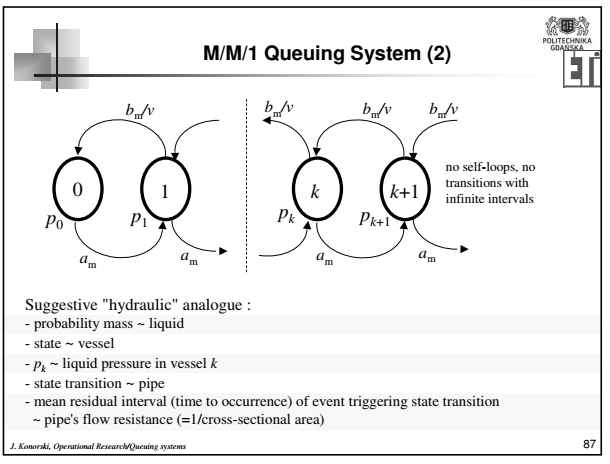 POLITECHNIKA
GDAŃSKA
ETI
M/M/1 Queuing System (2)
b_m/v
b_m/v b_m/v b_m/v
0 1 k k+1
no self-loops, no
transitions with
infinite intervals
p_0 p_1 p_k p_{k+1}
a_m a_m a_m a_m
Suggestive "hydraulic" analogue :
- probability mass ~ liquid
- state ~ vessel
- p_k ~ liquid pressure in vessel k
- state transition ~ pipe
- mean residual interval (time to occurrence) of event triggering state transition
~ pipe's flow resistance (=1/cross-sectional area)
J. Konorski, Operational Research/Queuing systems
87